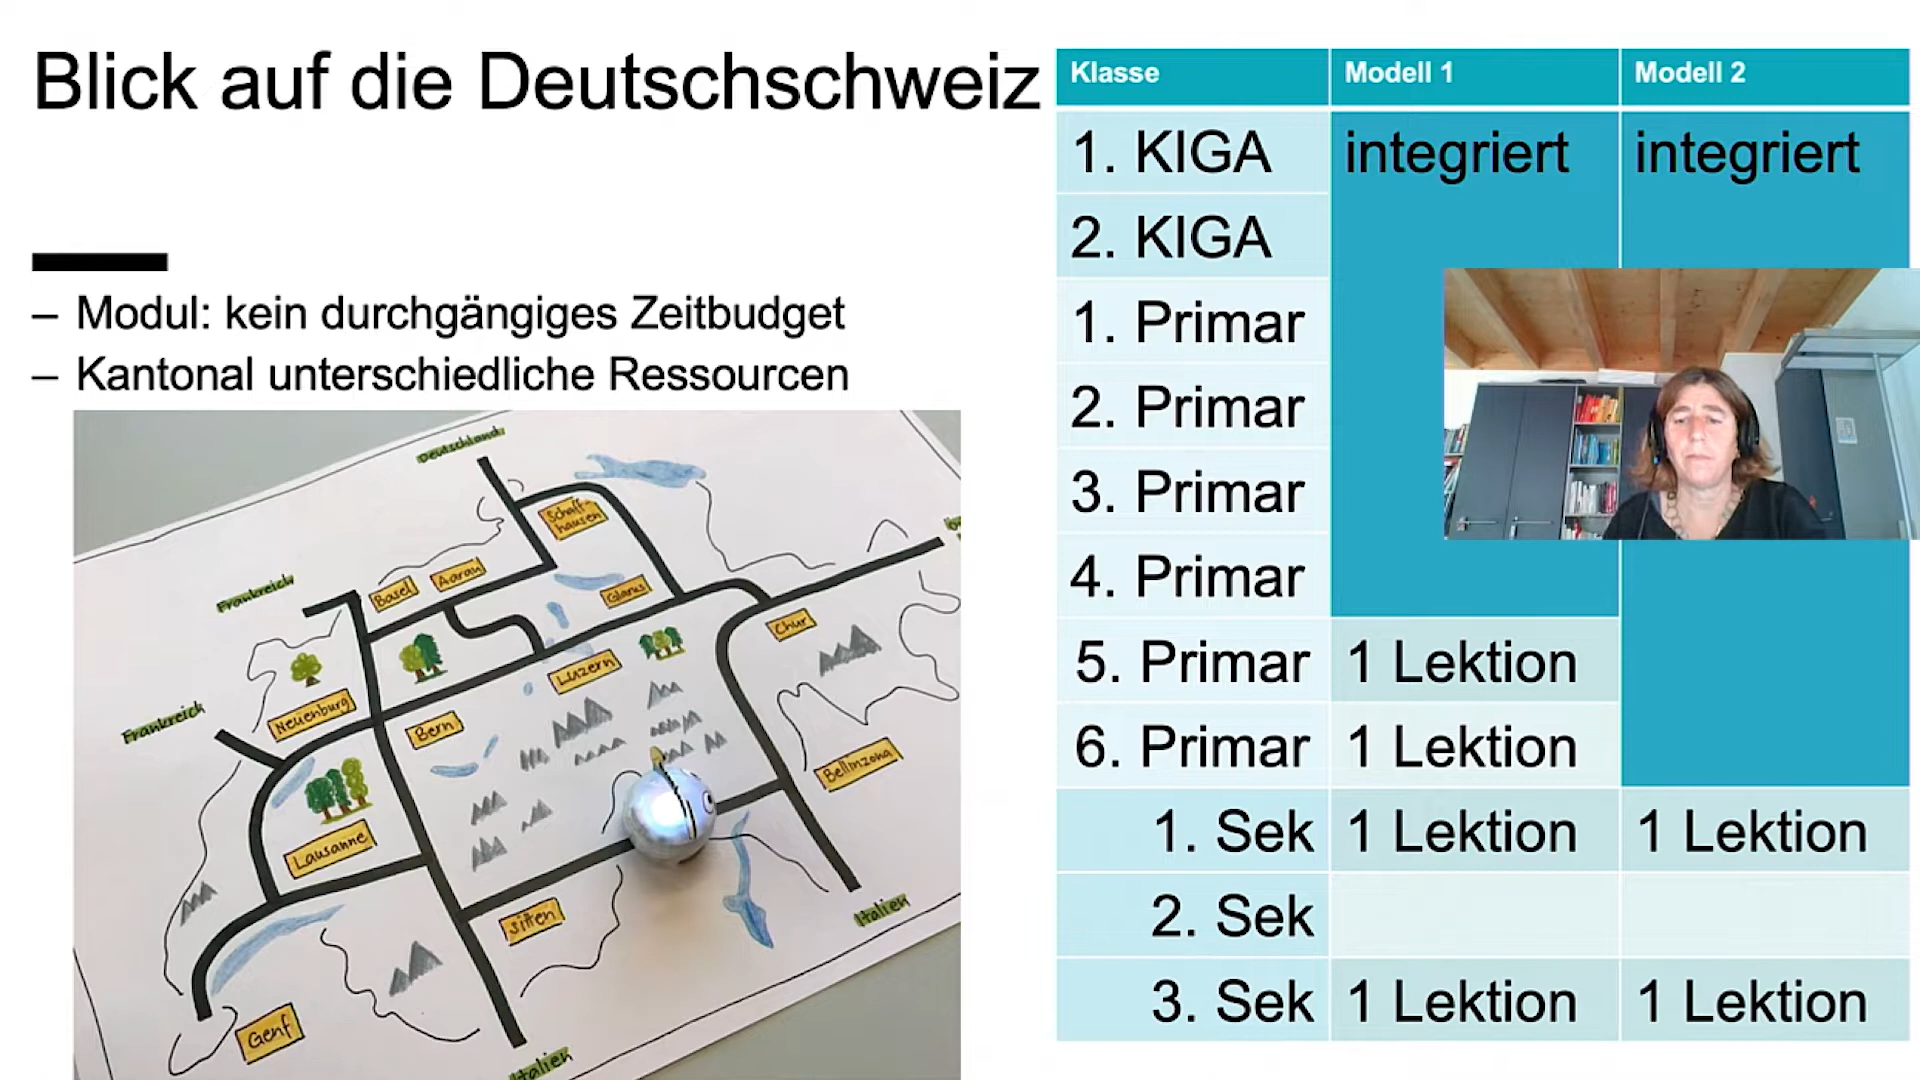 Blick auf die Deutschschweiz
– Modul: kein durchgängiges Zeitbudget
– Kantonal unterschiedliche Ressourcen
Deutschland
Schaff-
hausen
Basel
Aarau
Frankreich
Glarus
Chur
Luzern
Frankreich
Neuenburg
Bern
Bellinzona
Lausanne
Sitten
Italien
Genf
Italien
Klasse Modell 1 Modell 2
1. KIGA integriert integriert
2. KIGA
1. Primar
2. Primar
3. Primar
4. Primar
5. Primar 1 Lektion
6. Primar 1 Lektion
1. Sek 1 Lektion 1 Lektion
2. Sek
3. Sek 1 Lektion 1 Lektion